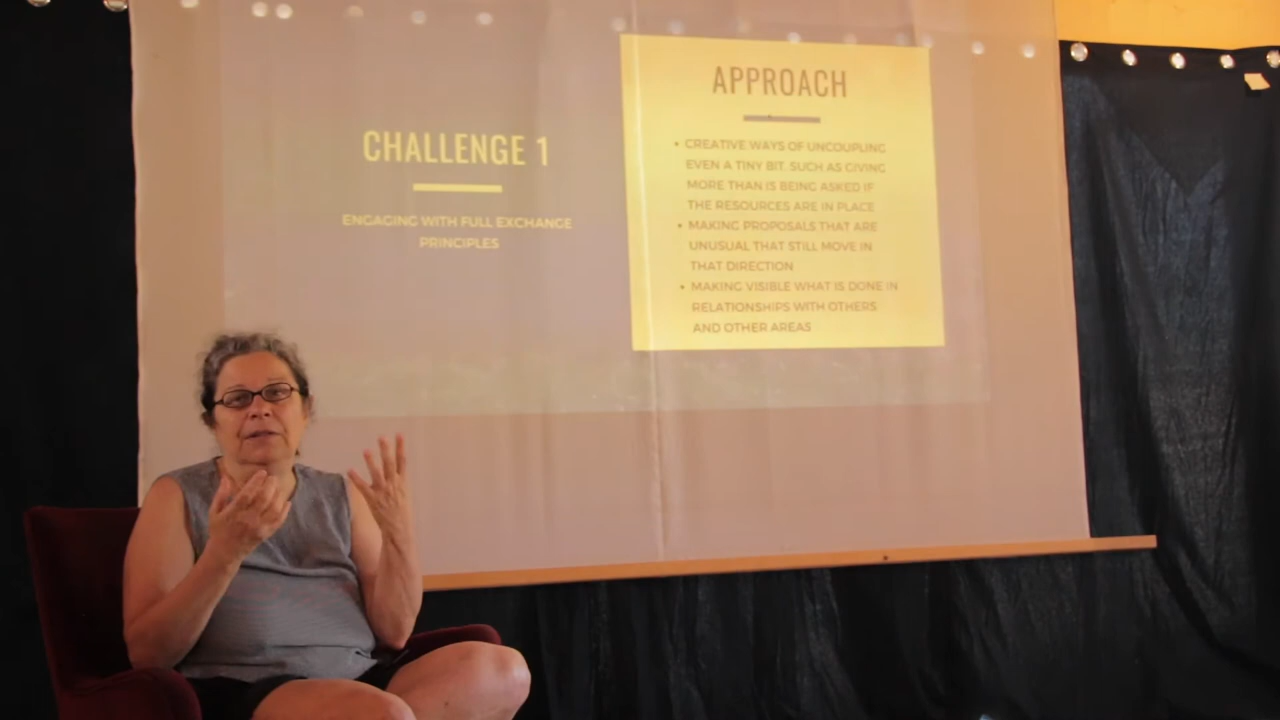 CHALLENGE 1
ENGAGING WITH FULL EXCHANGE
PRINCIPLES
APPROACH
• CREATIVE WAYS OF UNCOUPLING
EVEN A TINY BIT, SUCH AS GIVING
MORE THAN IS BEING ASKED IF
THE RESOURCES ARE IN PLACE
• MAKING PROPOSALS THAT ARE
UNUSUAL THAT STILL MOVE IN
THAT DIRECTION
• MAKING VISIBLE WHAT IS DONE IN
RELATIONSHIPS WITH OTHERS
AND OTHER AREAS